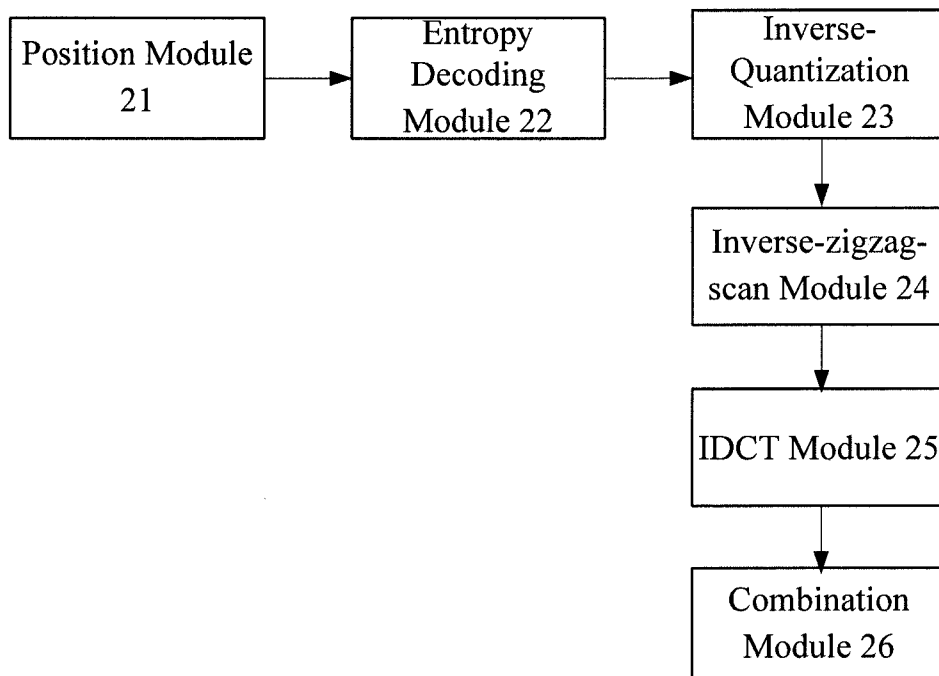 Position Module
21
Entropy
Decoding
Module 22
Inverse-
Quantization
Module 23
Inverse-zigzag-
scan Module 24
IDCT Module 25
Combination
Module 26